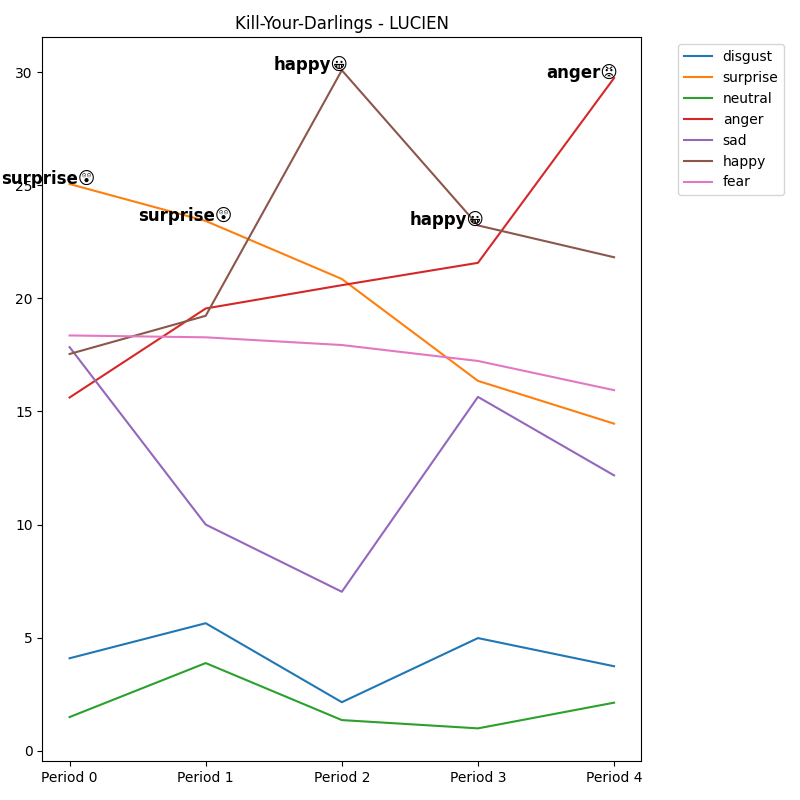 Kill-Your-Darlings - LUCIEN
happy😀
anger😡
surprise😲
surprise😲
happy😀
30
25
20
15
10
5
0
Period 0
Period 1
Period 2
Period 3
Period 4
disgust
surprise
neutral
anger
sad
happy
fear